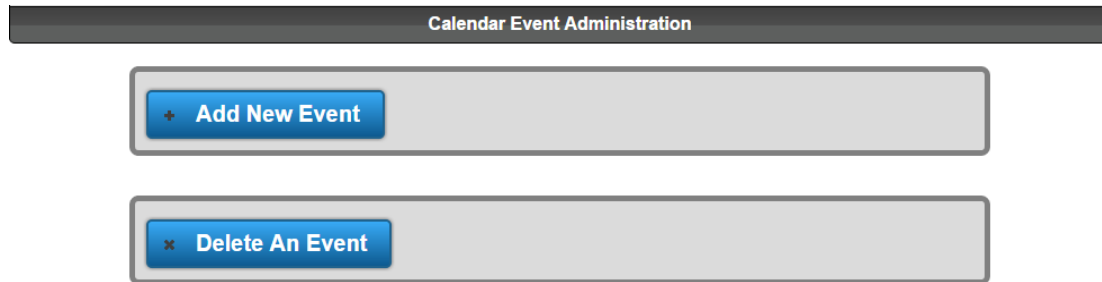 Calendar Event Administration
Add New Event
Delete An Event